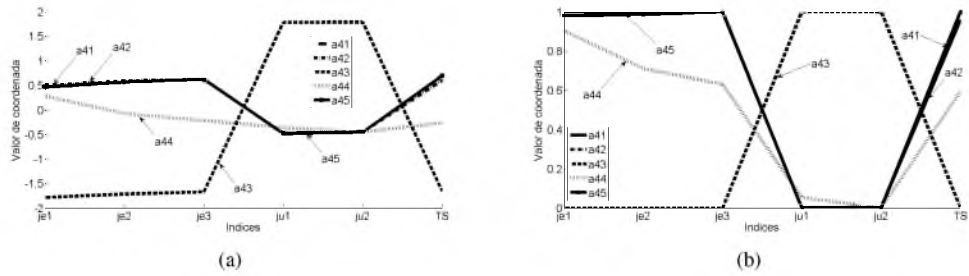 2
1.5
1
0.5
0
-0.5
-1
-1.5
-2
Valor de coordenada
a41
a42
a44
a43
a45
a41
a42
a43
a44
a45
je1 je2 je3 ju1 ju2 TS
Indices
(a)
1
0.8
0.6
0.4
0.2
0
Valor de coordenada
a45
a44
a43
a41
a42
a41
a42
a43
a44
a45
je1 je2 je3 ju1 ju2 TS
Indices
(b)